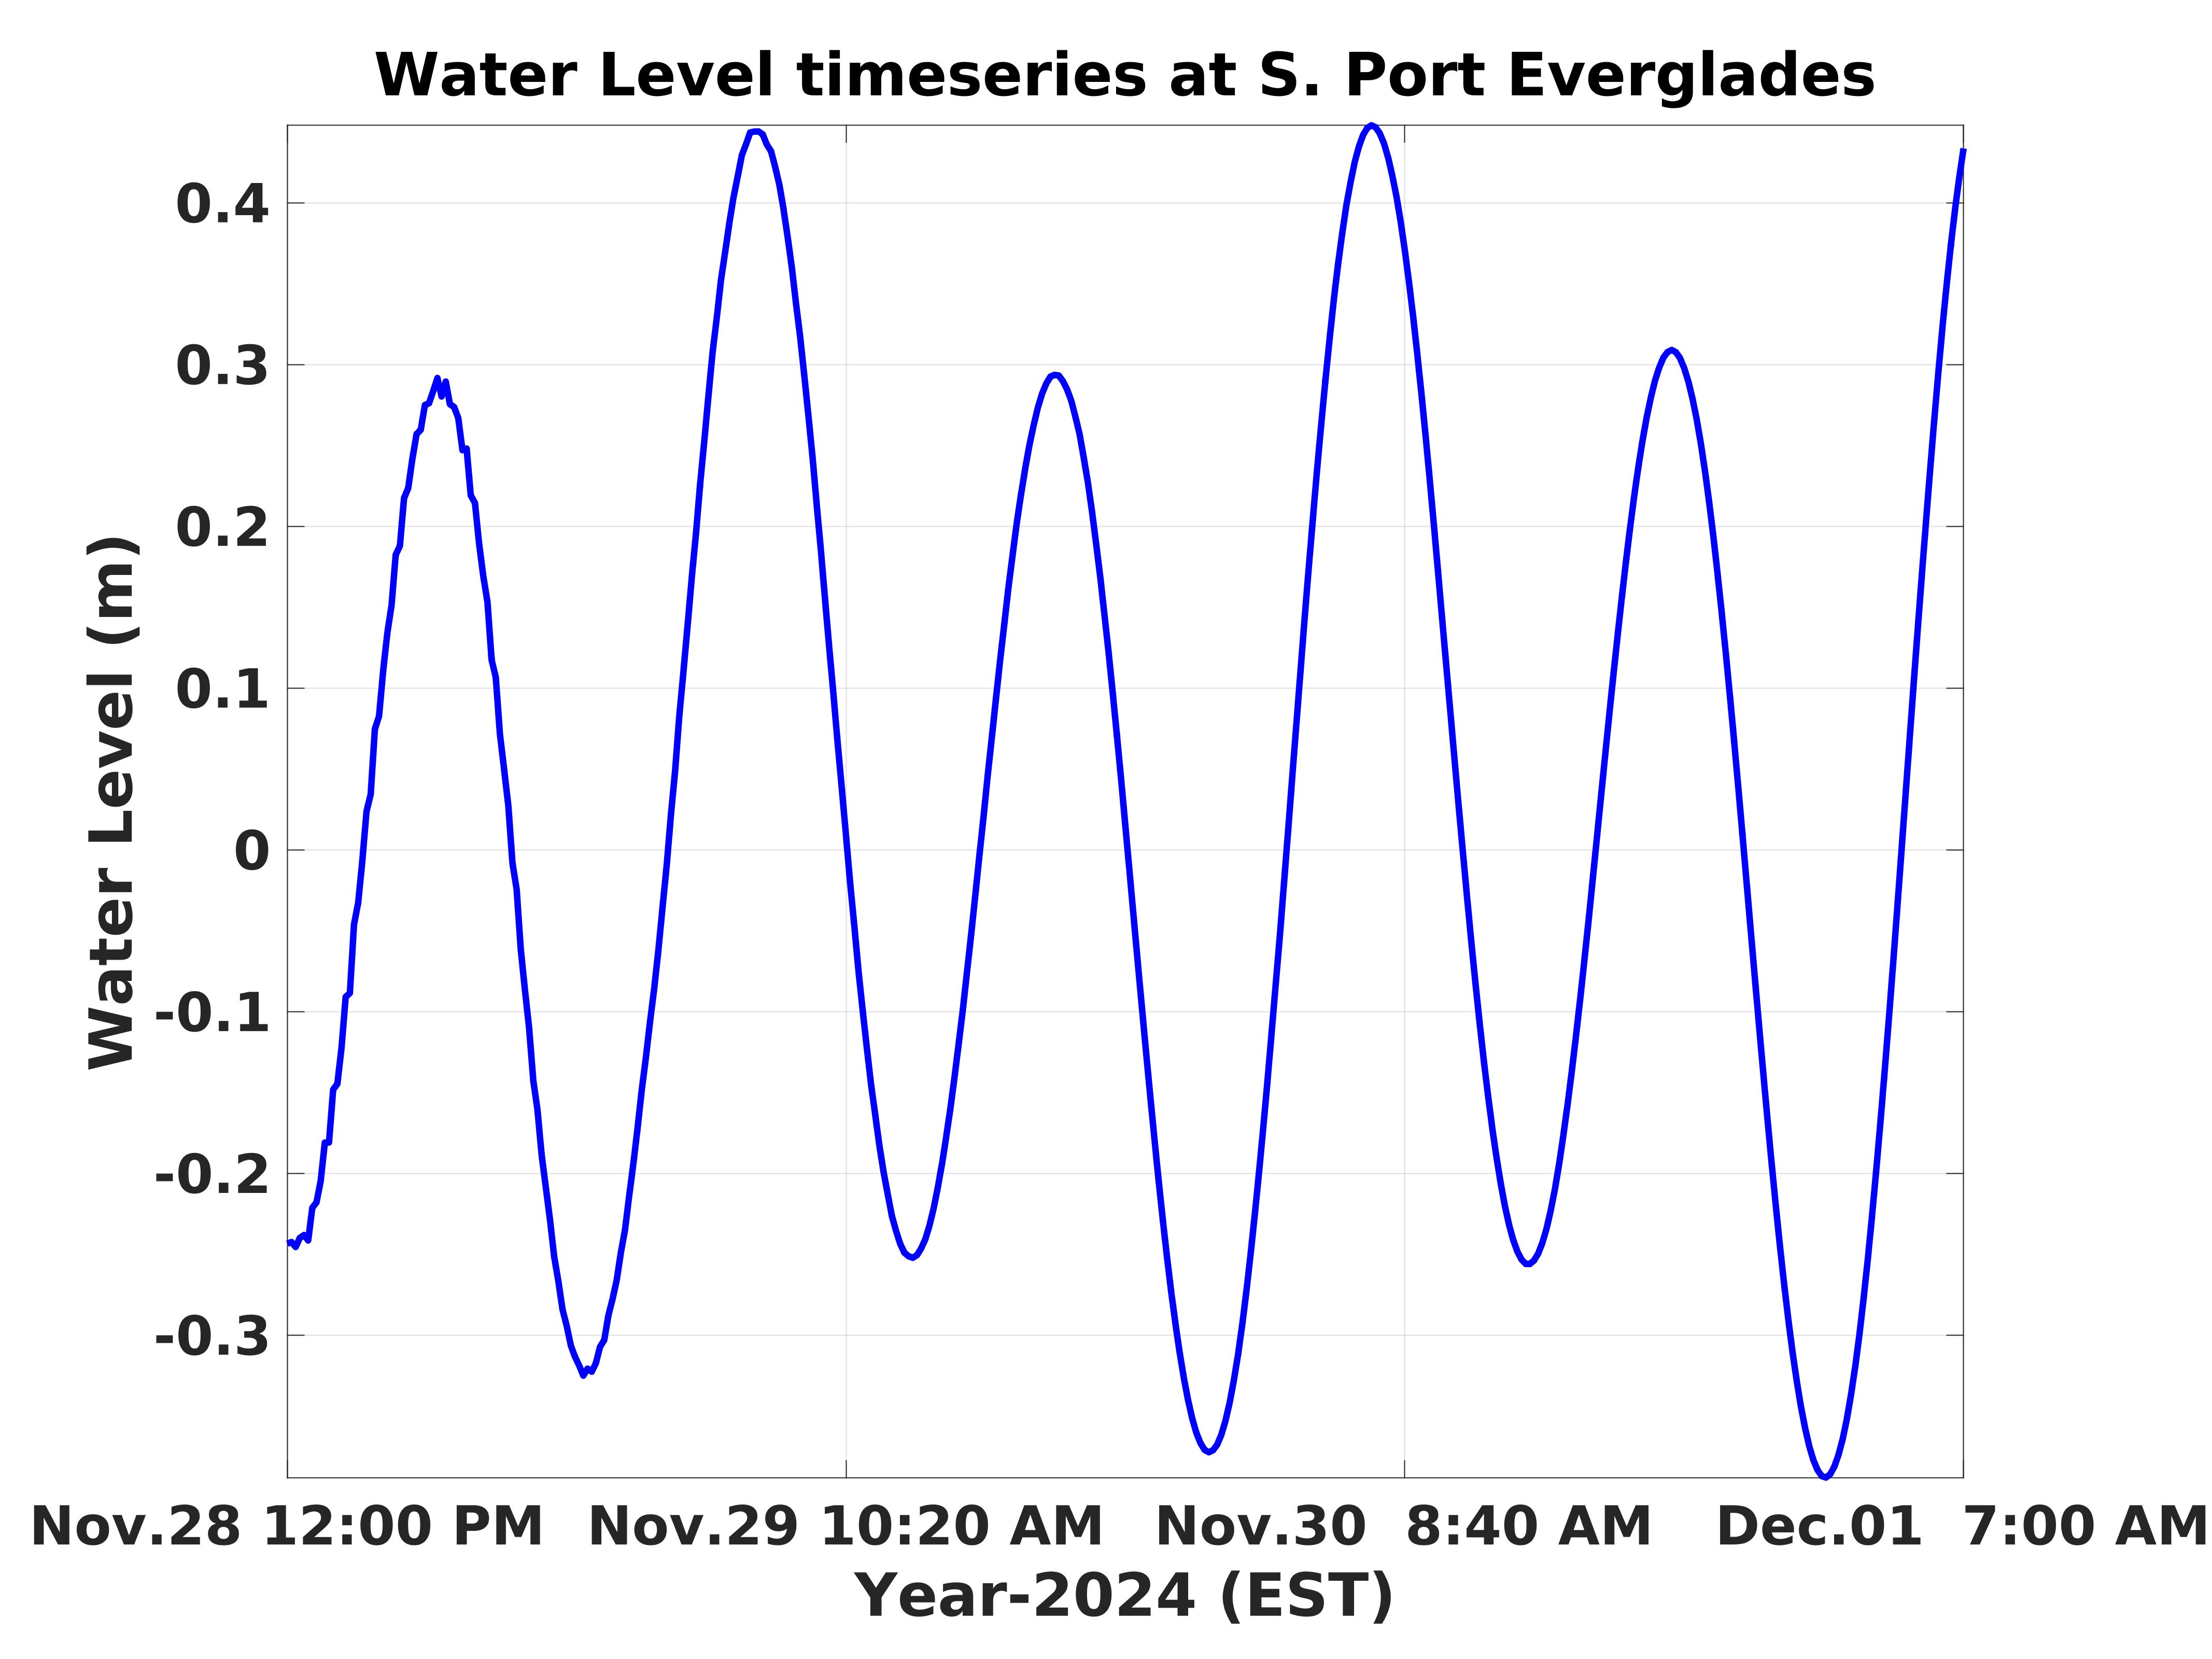 Water Level timeseries at S. Port Everglades
Water Level (m)
0.4
0.3
0.2
0.1
0
-0.1
-0.2
-0.3
Nov.28 12:00 PM Nov.29 10:20 AM Nov.30 8:40 AM Dec.01 7:00 AM
Year-2024 (EST)